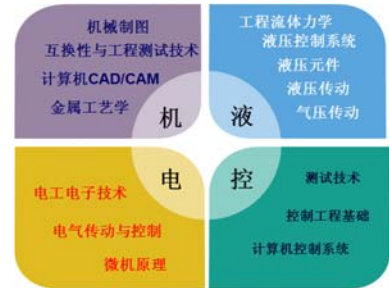 机械制图
互换性与工程测试技术
计算机CAD/CAM
金属工艺学
机
工程流体力学
液压控制系统
液压元件
液压传动
气压传动
液
电
电工电子技术
电气传动与控制
微机原理
控
测试技术
控制工程基础
计算机控制系统